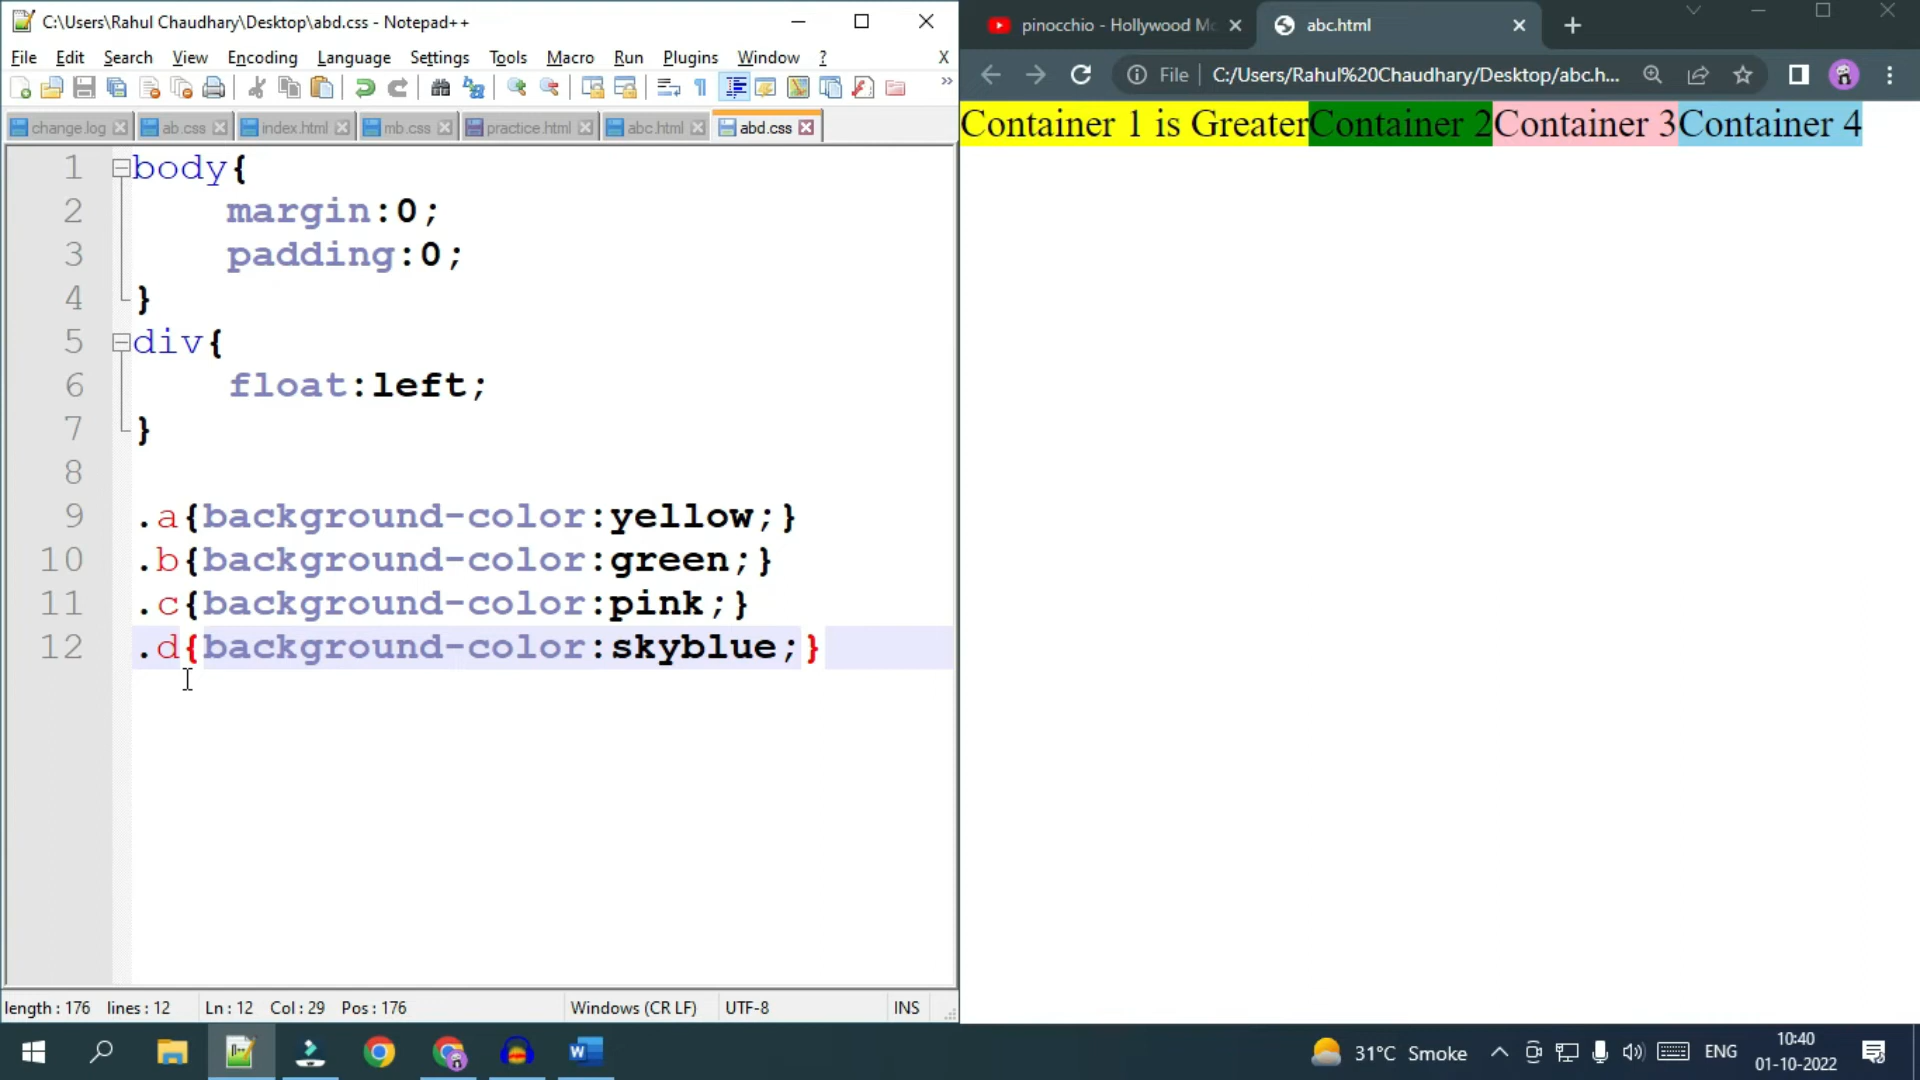 C:\Users\Rahul Chaudhary\Desktop\abd.css - Notepad++
File Edit Search View Encoding Language Settings Tools Macro Run Plugins Window ? X
change.log ab.css index.html mb.css practice.html abc.html abd.css
1 body{
2 margin:0;
3 padding:0;
4 }
5 div{
6 float:left;
7 }
8
9 .a{background-color:yellow;}
10 .b{background-color:green;}
11 .c{background-color:pink;}
12 .d{background-color:skyblue;}
length : 176 lines : 12 Ln : 12 Col : 29 Pos : 176 Windows (CR LF) UTF-8 INS
pinocchio - Hollywood abc.html
File C:/Users/Rahul%20Chaudhary/Desktop/abc.h...
Container 1 is GreaterContainer 2Container 3Container 4
31°C Smoke ENG 10:40
01-10-2022